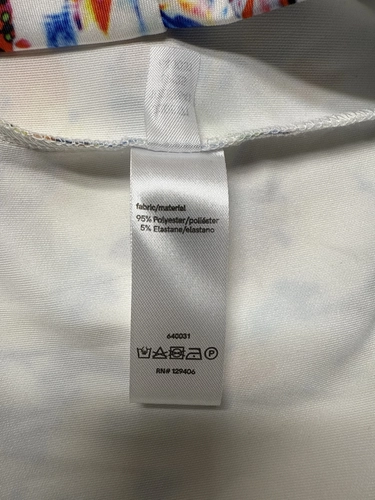 fabric/material
95% Polyester/poliéster
5% Elastane/elastano
640031
P
RN# 129406